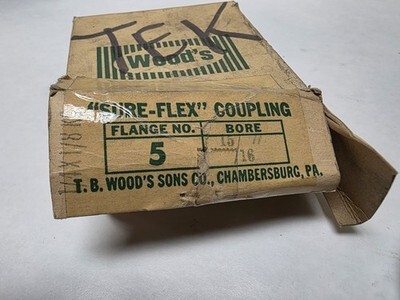 TEK
Wood's
"SURE-FLEX" COUPLING
FLANGE NO. BORE
5 15/16"
T. B. WOOD'S SONS CO., CHAMBERSBURG, PA.